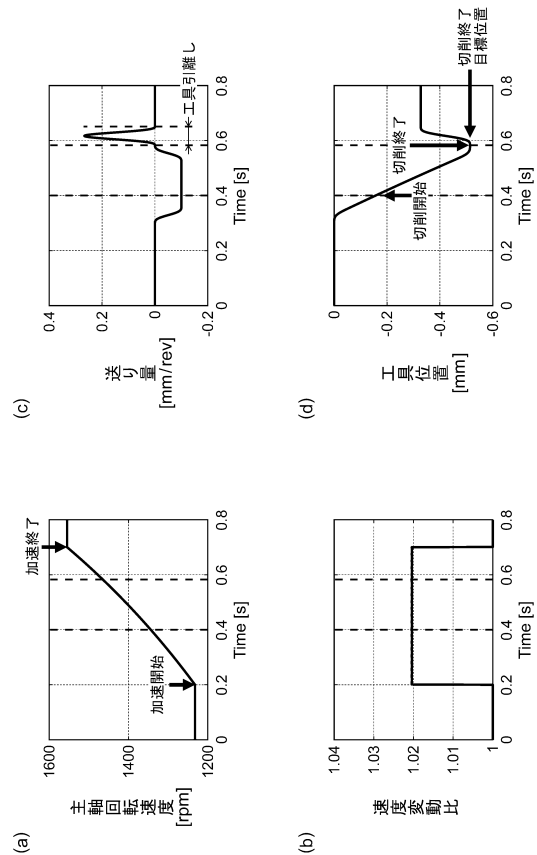 (a)
主軸回転速度
[rpm]
1600
1400
1200
加速開始
加速終了
0
0.2
0.4
0.6
0.8
Time [s]
(b)
速度変動比
1.04
1.03
1.02
1.01
1
0
0.2
0.4
0.6
0.8
Time [s]
(c)
送り量
[mm/rev]
0.4
0.2
0
-0.2
工具引離し
0
0.2
0.4
0.6
0.8
Time [s]
(d)
工具位置
[mm]
0
-0.2
-0.4
-0.6
切削開始
切削終了
切削終了
目標位置
0
0.2
0.4
0.6
0.8
Time [s]